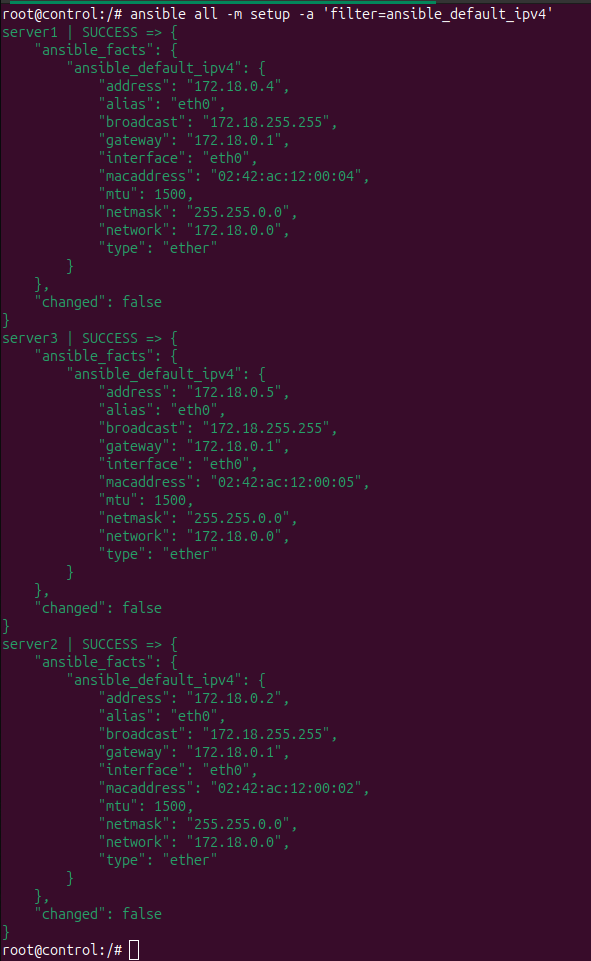 root@control:/# ansible all -m setup -a 'filter=ansible_default_ipv4'
server1 | SUCCESS => {
    "ansible_facts": {
        "ansible_default_ipv4": {
            "address": "172.18.0.4",
            "alias": "eth0",
            "broadcast": "172.18.255.255",
            "gateway": "172.18.0.1",
            "interface": "eth0",
            "macaddress": "02:42:ac:12:00:04",
            "mtu": 1500,
            "netmask": "255.255.0.0",
            "network": "172.18.0.0",
            "type": "ether"
        }
    },
    "changed": false
}
server3 | SUCCESS => {
    "ansible_facts": {
        "ansible_default_ipv4": {
            "address": "172.18.0.5",
            "alias": "eth0",
            "broadcast": "172.18.255.255",
            "gateway": "172.18.0.1",
            "interface": "eth0",
            "macaddress": "02:42:ac:12:00:05",
            "mtu": 1500,
            "netmask": "255.255.0.0",
            "network": "172.18.0.0",
            "type": "ether"
        }
    },
    "changed": false
}
server2 | SUCCESS => {
    "ansible_facts": {
        "ansible_default_ipv4": {
            "address": "172.18.0.2",
            "alias": "eth0",
            "broadcast": "172.18.255.255",
            "gateway": "172.18.0.1",
            "interface": "eth0",
            "macaddress": "02:42:ac:12:00:02",
            "mtu": 1500,
            "netmask": "255.255.0.0",
            "network": "172.18.0.0",
            "type": "ether"
        }
    },
    "changed": false
}
root@control:/#